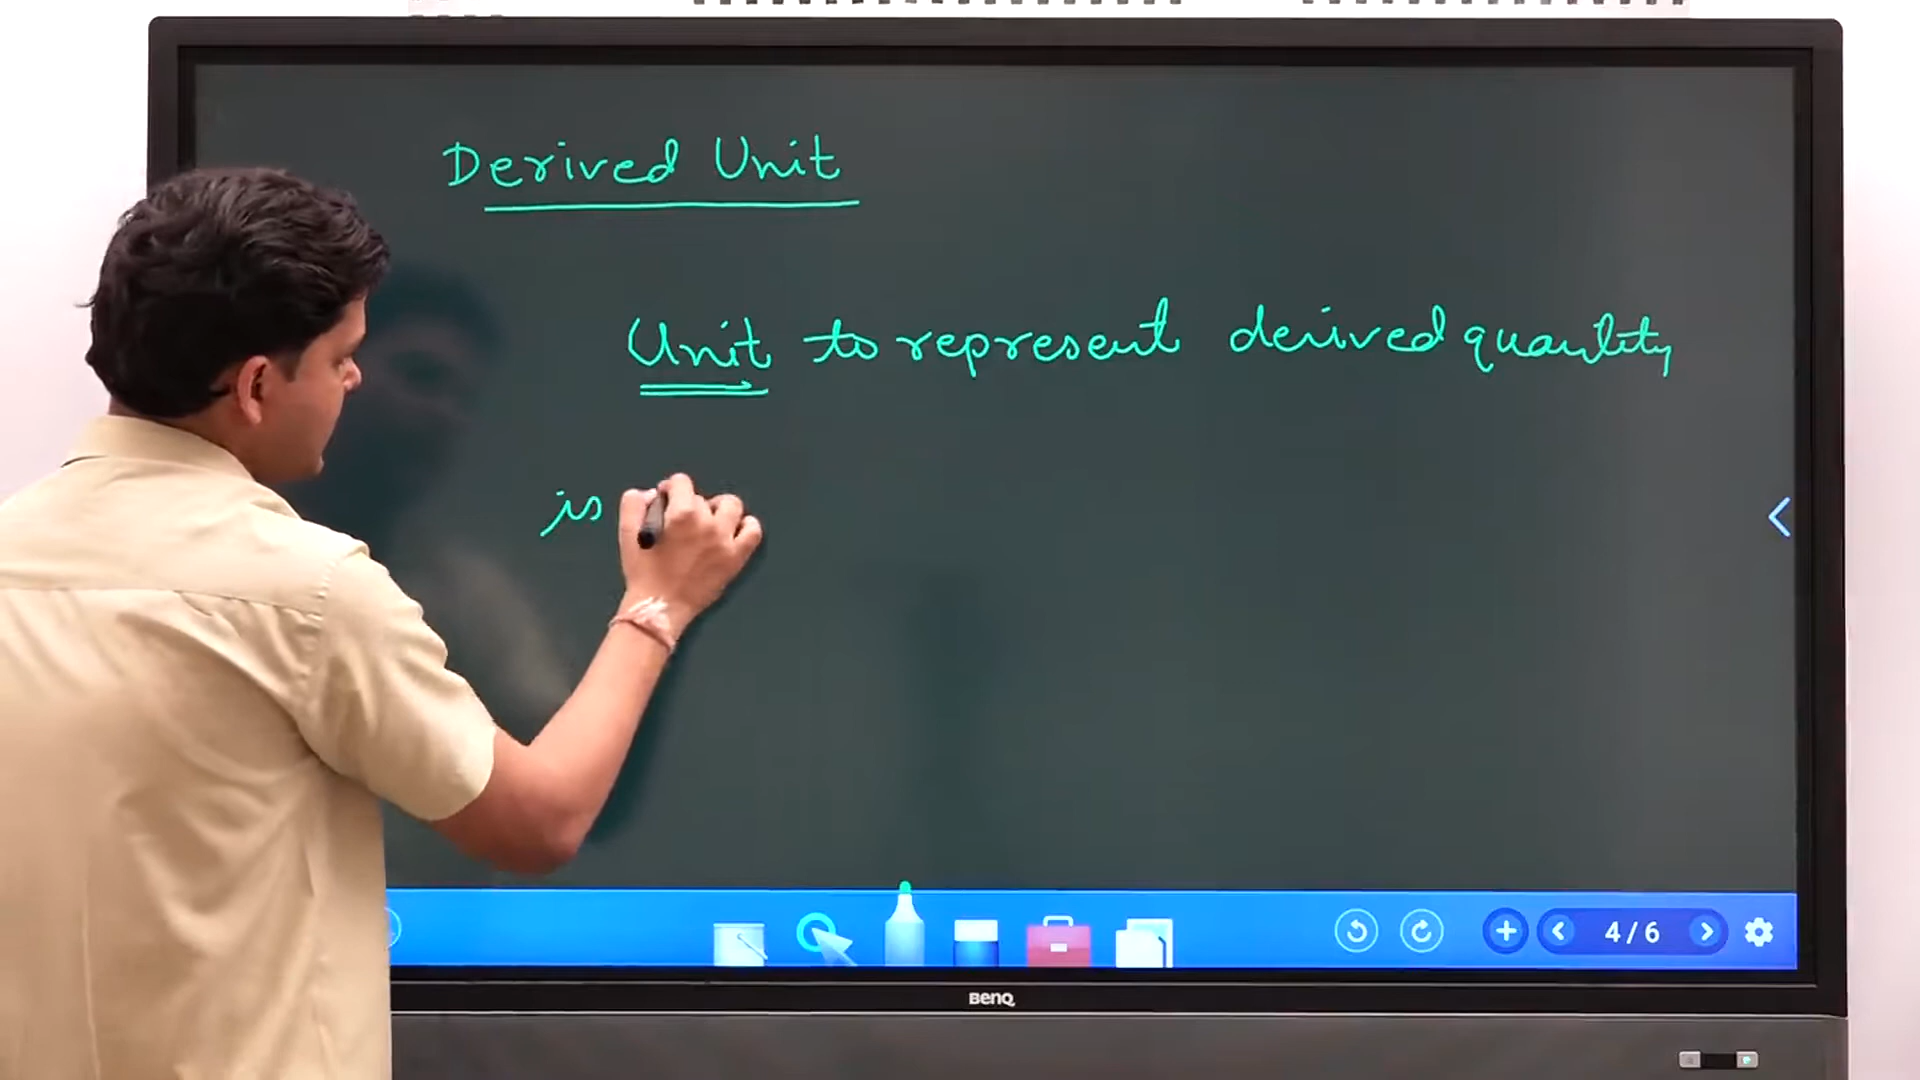 Derived Unit
Unit to represent derived quantity
is
4/6
BenQ